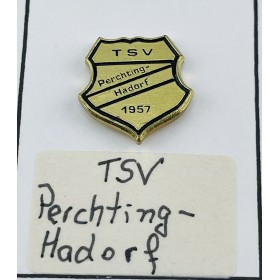 TSV
Perchting-
Hadorf
1957
TSV
Perchting-
Hadorf